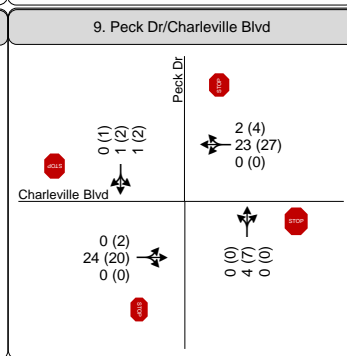 9. Peck Dr/Charleville Blvd
Peck Dr
STOP
0 (1)
1 (2)
1 (2)
2 (4)
23 (27)
0 (0)
STOP
Charleville Blvd
0 (2)
24 (20)
0 (0)
0 (0)
4 (7)
0 (0)
STOP
STOP